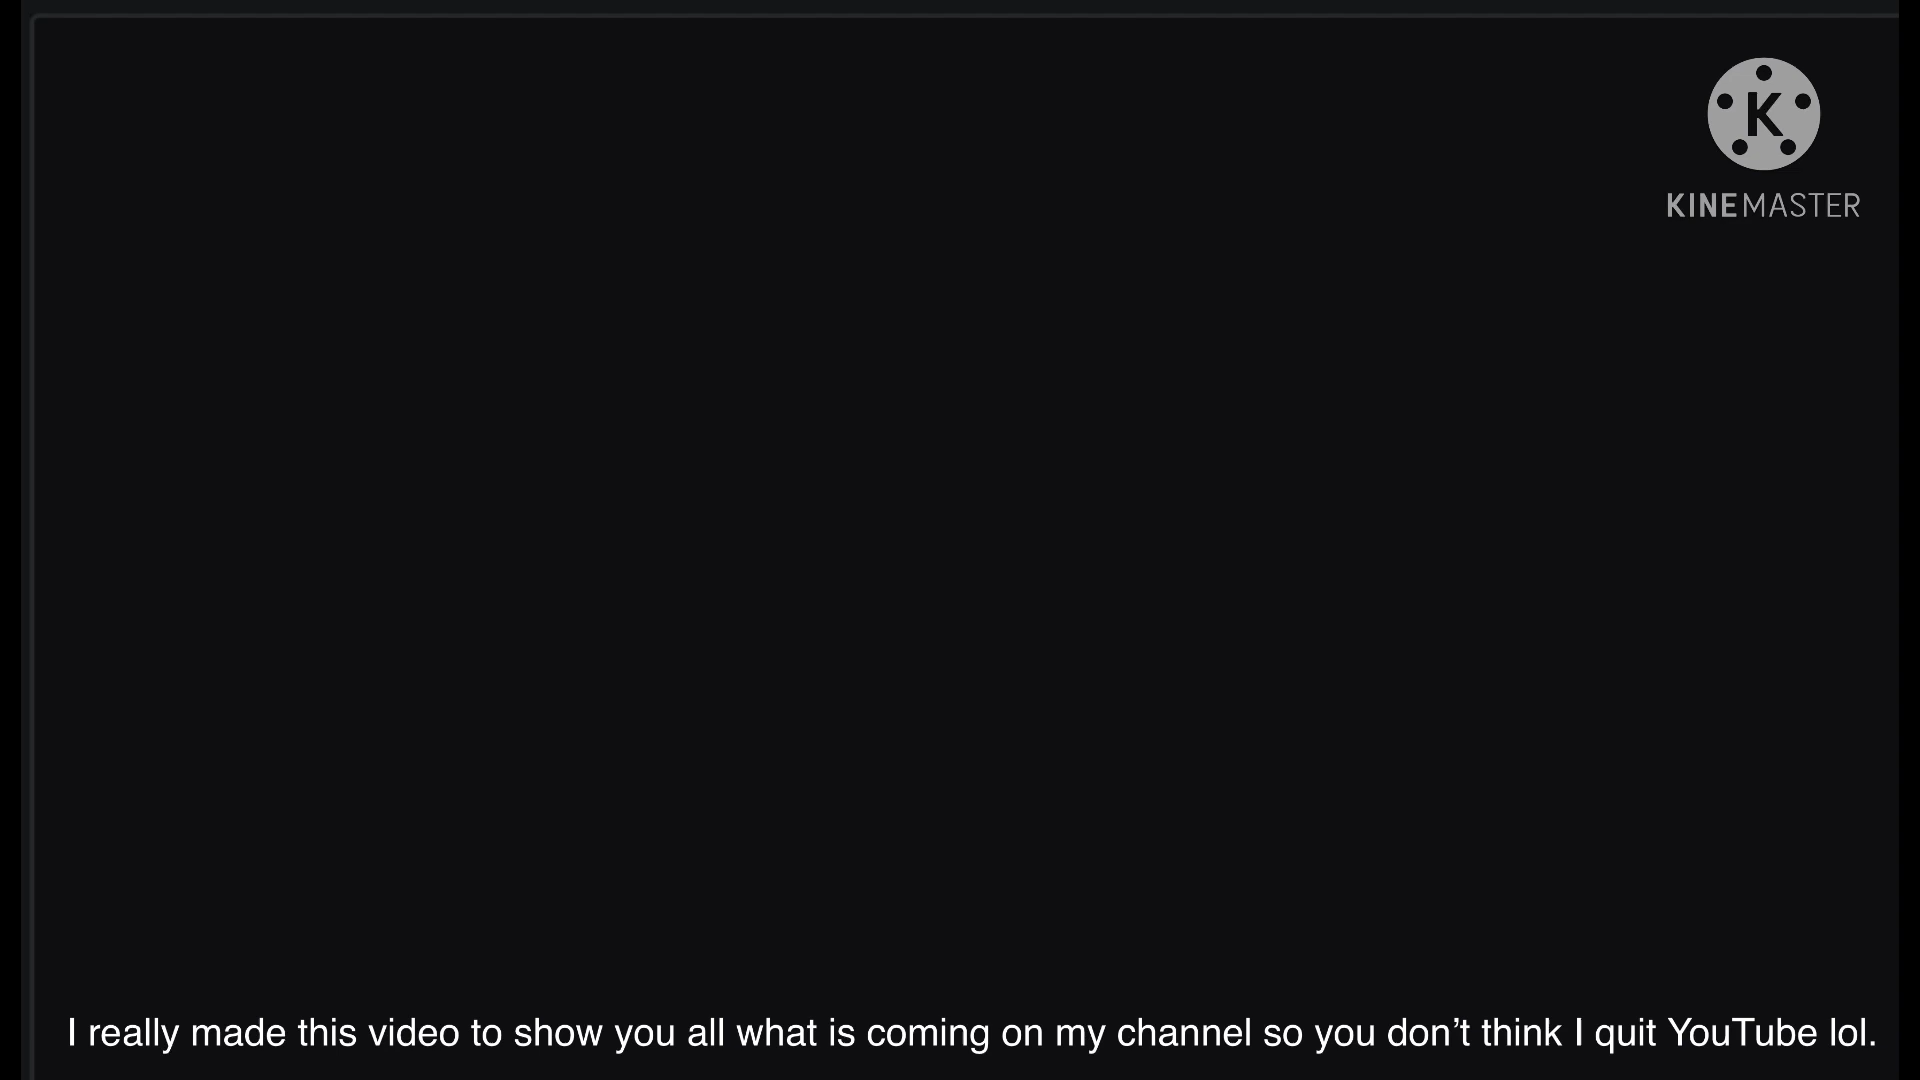 K
KINEMASTER
I really made this video to show you all what is coming on my channel so you don’t think I quit YouTube lol.